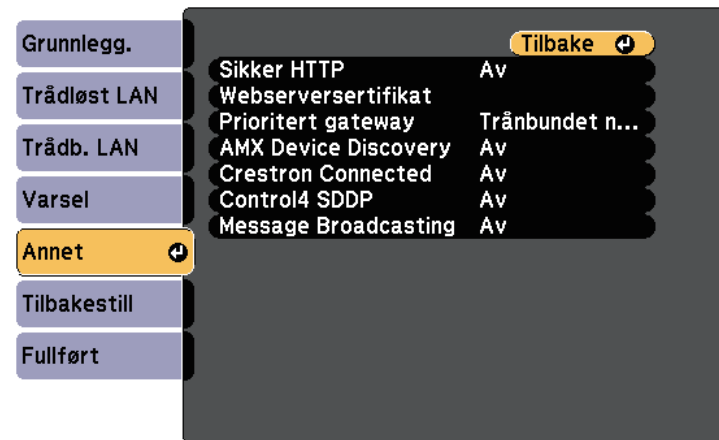 Grunnlegg.
Trådløst LAN
Trådb. LAN
Varsel
Annet
Tilbakestill
Fullført
Tilbake
Sikker HTTP Av
Webserversertifikat
Prioritert gateway Trånbundet n...
AMX Device Discovery Av
Crestron Connected Av
Control4 SDDP Av
Message Broadcasting Av